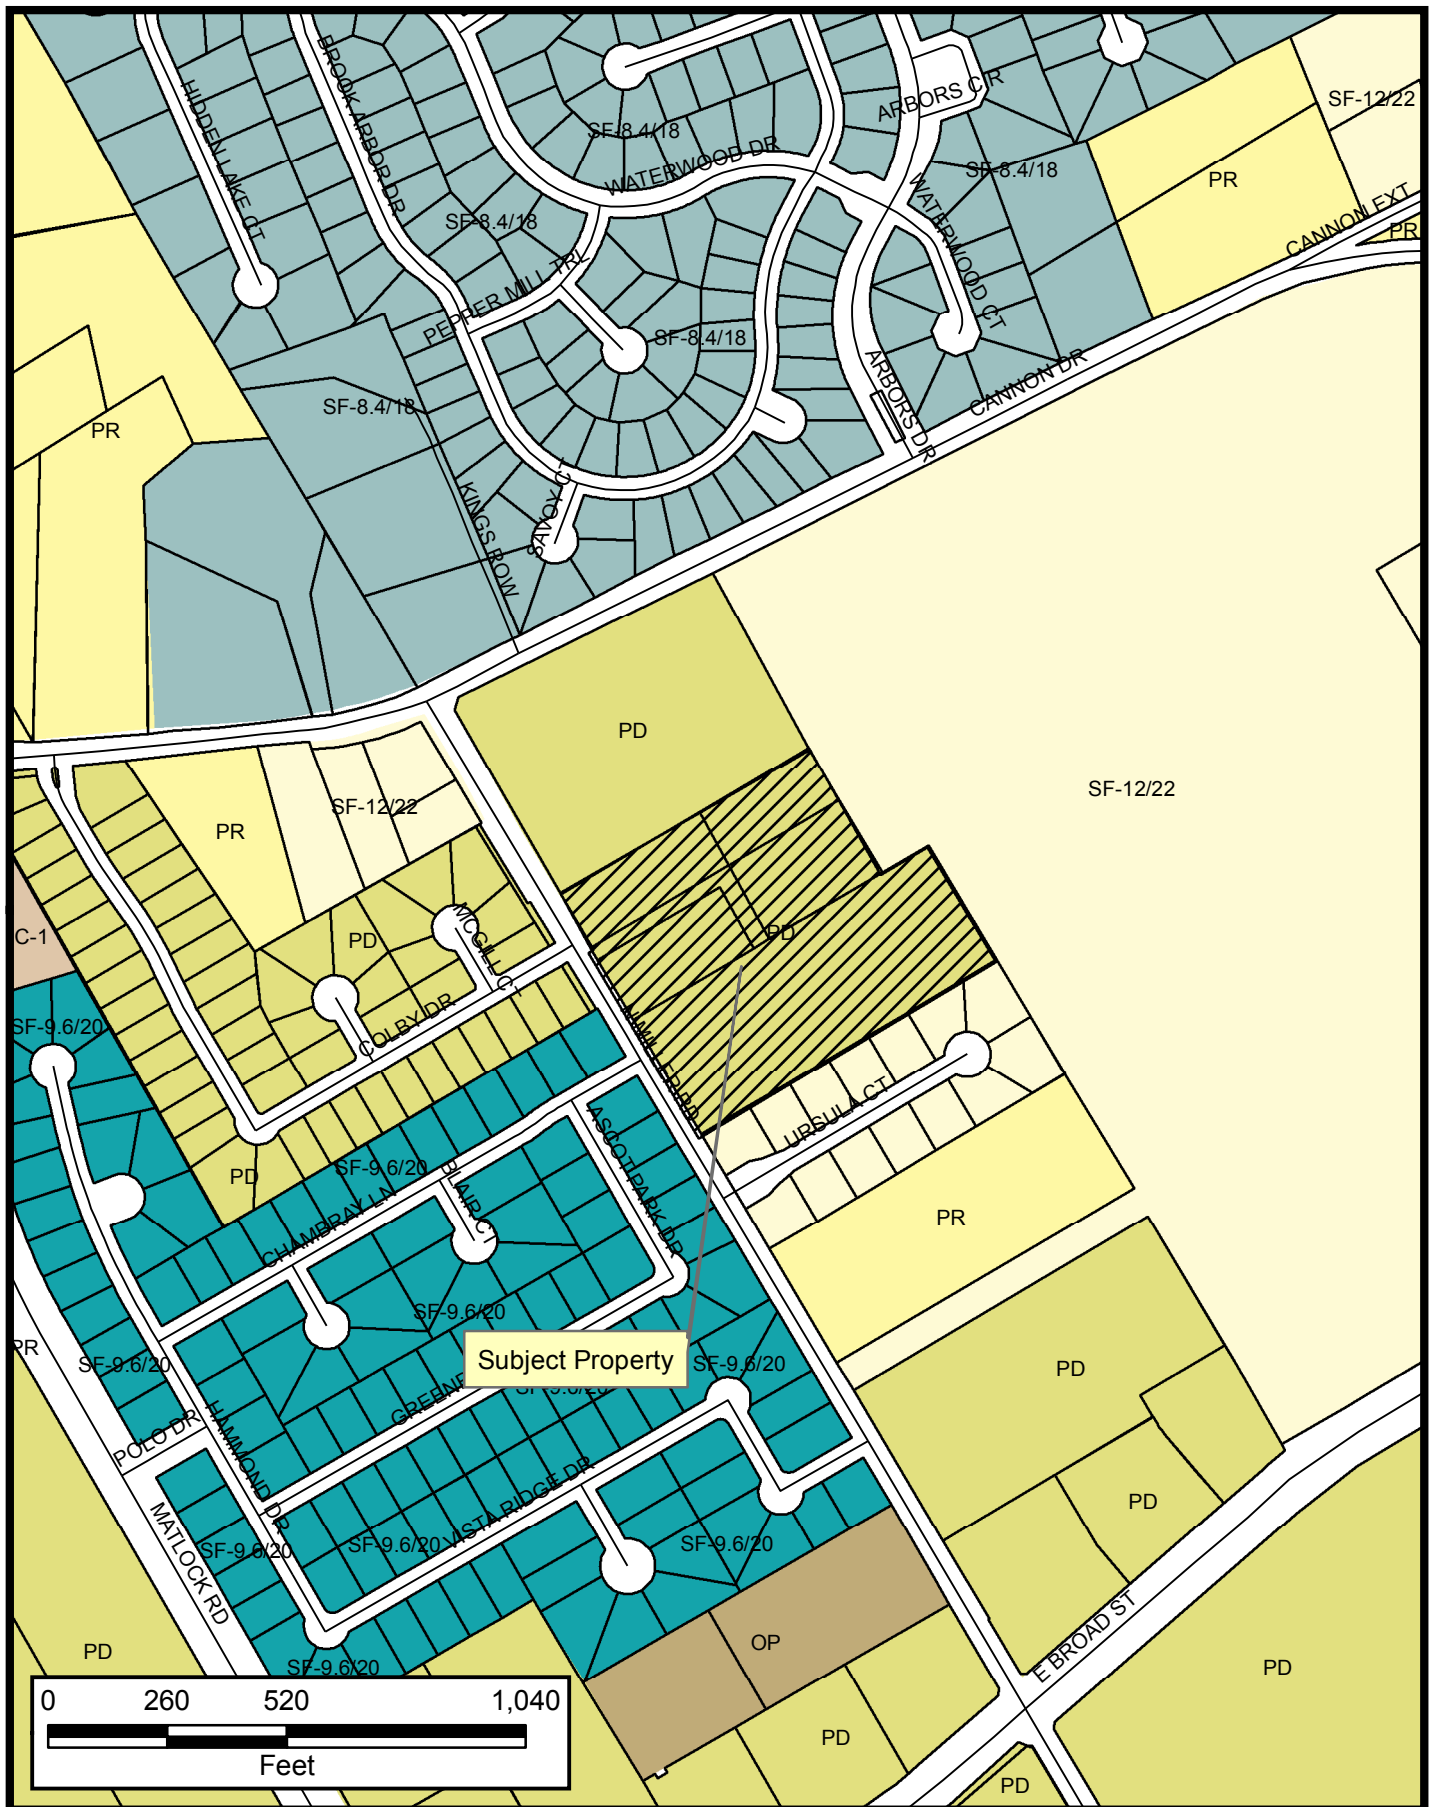 HIDDEN LAKE CT
BROOK ARBOR DR
ARBORS CIR
SF-12/22
SF-8.4/18
WATERWOOD DR
SF-8.4/18
PR
WATERWOOD CT
SF-8.4/18
CANNON EXT
PR
PEPPER MILL TRL
SF-8.4/18
ARBORS DR
CANNON DR
SF-8.4/18
PR
KINGS ROW
SAVOY CT
PD
SF-12/22
SF-12/22
PR
C-1
PD
MCGILL CT
PD
SF-9.6/20
COLBY DR
N MILLER RD
URSULA CT
ASCOT PARK DR
PD
SF-9.6/20
BLAIR CT
CHAMBRAY LN
PR
SF-9.6/20
PR
SF-9.6/20
Subject Property
SF-9.6/20
PD
SF-9.6/20
POLO DR
HAMMOND DR
VISTA RIDGE DR
PD
MATLOCK RD
SF-9.6/20
SF-9.6/20
SF-9.6/20
E BROAD ST
PD
OP
PD
SF-9.6/20
PD
PD
0 260 520 1,040
Feet